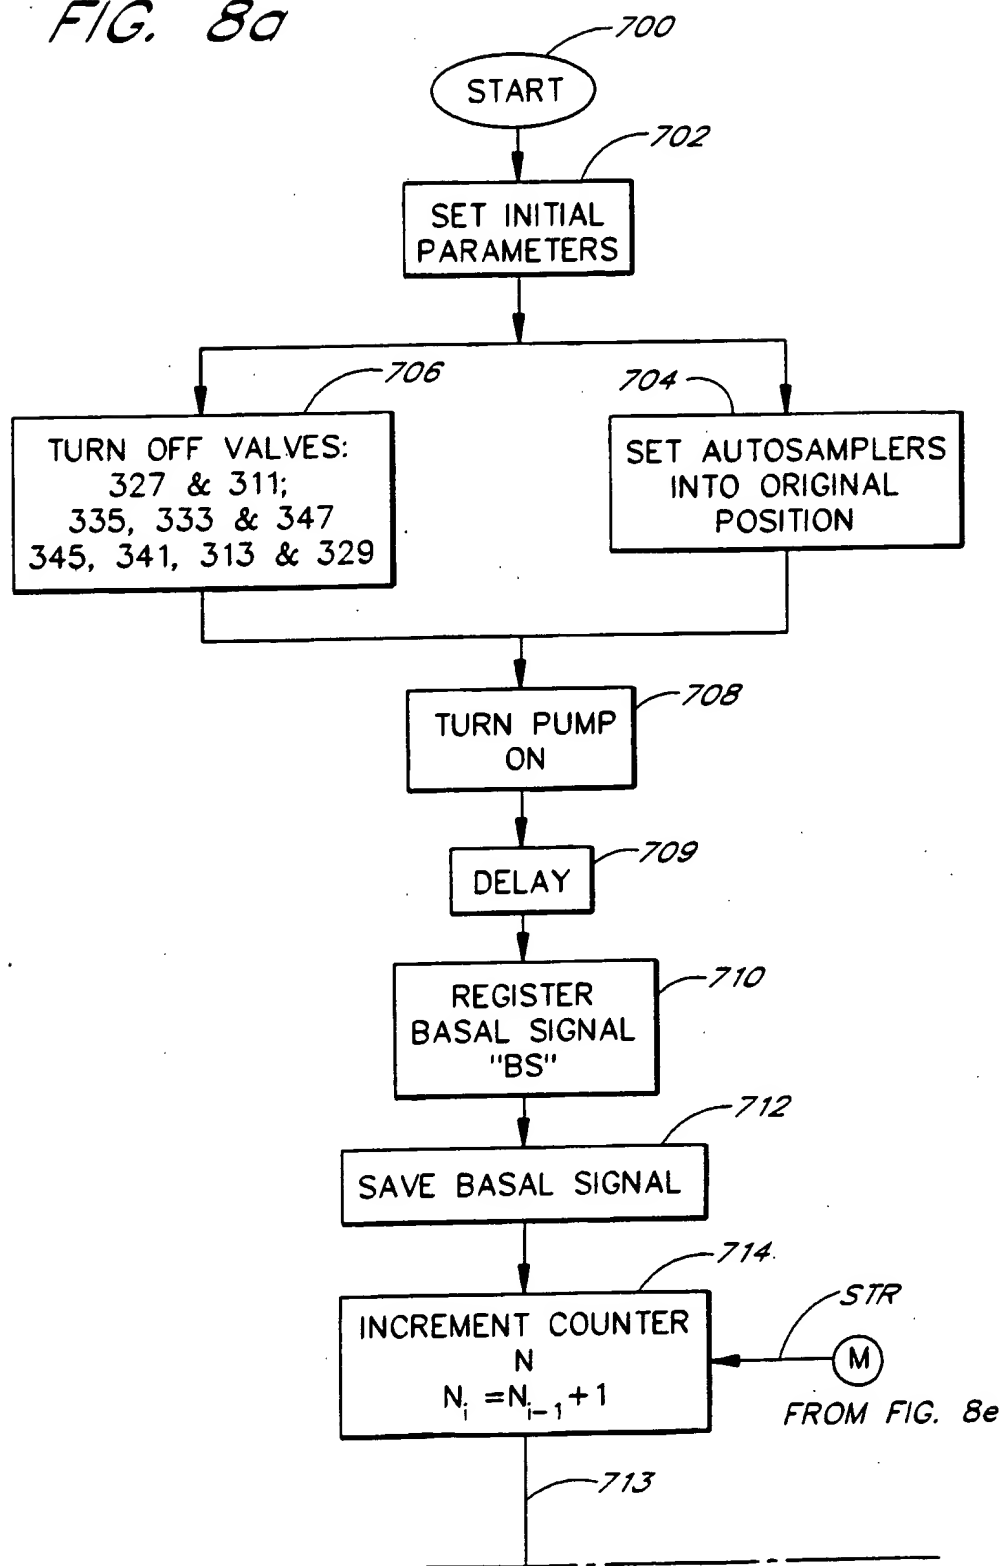 FIG. 8a
700
START
702
SET INITIAL
PARAMETERS
706
TURN OFF VALVES:
327 & 311;
335, 333 & 347
345, 341, 313 & 329
704
SET AUTOSAMPLERS
INTO ORIGINAL
POSITION
708
TURN PUMP
ON
709
DELAY
710
REGISTER
BASAL SIGNAL
"BS"
712
SAVE BASAL SIGNAL
714
INCREMENT COUNTER
N
N_i = N_{i-1} + 1
STR
M
FROM FIG. 8e
713